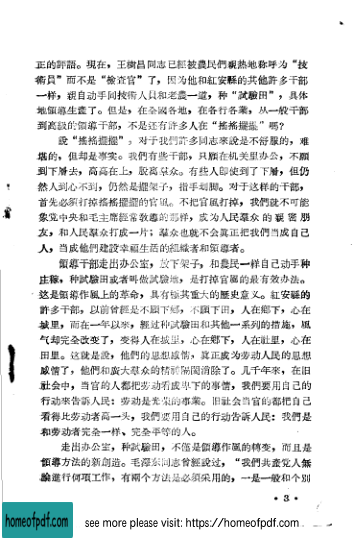 正的評語。現在，王樹昌同志已經被農民們親熱地称呼为“技
術員”而不是“檢查官”了，因为他和紅安縣的其他許多干部
一样，親自动手同技術人員和老農一道，种“試驗田”，具体
地領導生產了。但是，在全國各地，在各行各業，从一般干部
到高級的領導干部，不是还有許多人在“搖搖擺擺”嗎？
說“搖搖擺擺”，对于我們許多同志來說是不舒服的，难
堪的，但却是事实。我們有些干部，只願在机关里办公，不願
到下層去，高高在上，脫离羣众。有些人卽使到了下層，但仍
然人到心不到，仍然是擺架子，指手划脚。对于这样的干部，
首先必須打掉搖搖擺擺的官風。不把官風打掉，我們就不可能
象党中央和毛主席經常教導的那样，成为人民羣众的親密朋
友，和人民羣众打成一片；羣众也就不会真正把我們当成自己
人，当成他們建設幸福生活的組織者和領導者。
領導干部走出办公室，放下架子，和農民一样自己动手种
庄稼，种試驗田或者叫做試驗地，是打掉官風的最有効办法。
这是領導作風上的革命，具有極其重大的歷史意义。紅安縣的
許多干部，以前曾經是不願下鄉，不願下田，人在鄉下，心在
城里，而在一年以來，經过种試驗田和其他一系列的措施，風
气却完全改变了，变得人在城里，心在鄉下，人在社里，心在
田里。这就是說，他們的思想感情，真正成为劳动人民的思想
感情了，他們和廣大羣众的精神隔閡消除了。几千年來，在旧
社会中，当官的人都把劳动看成卑下的事情，我們要用自己的
行动來告訴人民：劳动是光榮的事業。旧社会当官的都把自己
看得比劳动者高一头，我們要用自己的行动告訴人民：我們是
和劳动者完全一样、完全平等的人。
走出办公室，种試驗田，不僅是領導作風的轉变，而且是
領導方法的新創造。毛澤东同志曾經說过，“我們共產党人無
論進行何項工作，有兩个方法是必須采用的，一是一般和个別
· 3 ·
homeofpdf.com
see more please visit: https://homeofpdf.com